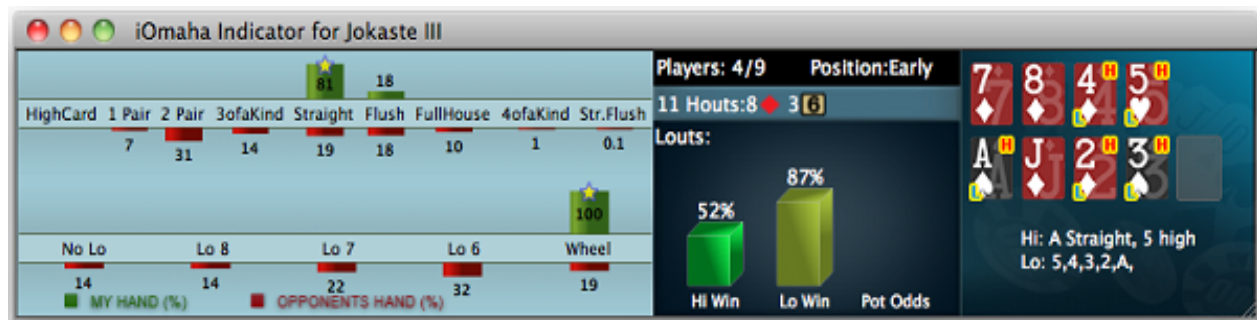 iOmaha Indicator for Jokaste III
81 18
HighCard 1 Pair 2 Pair 3ofaKind Straight Flush FullHouse 4ofaKind Str.Flush
7 31 14 19 18 10 1 0.1
100
No Lo Lo 8 Lo 7 Lo 6 Wheel
14 14 22 32 19
MY HAND (%) OPPONENTS HAND (%)
Players: 4/9 Position:Early
11 Houts:8 3 6
Louts:
52% 87%
Hi Win Lo Win Pot Odds
7 8 4 H 5 H
L L
A H J 2 H 3 H
L L L
Hi: A Straight, 5 high
Lo: 5,4,3,2,A,